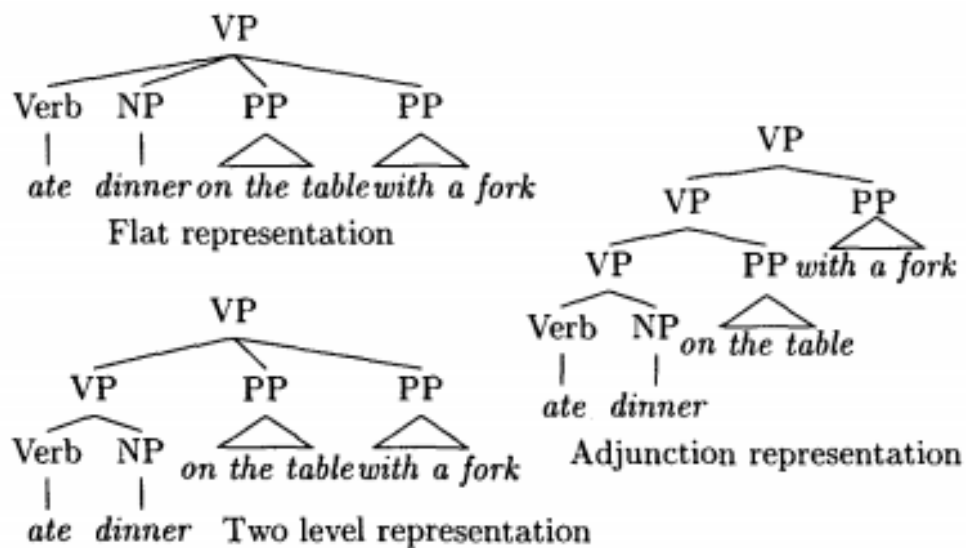 VP
Verb NP PP PP
ate dinner on the table with a fork
Flat representation
VP
VP PP PP
Verb NP on the table with a fork
ate dinner Two level representation
VP
VP PP
VP PP with a fork
Verb NP on the table
ate dinner
Adjunction representation